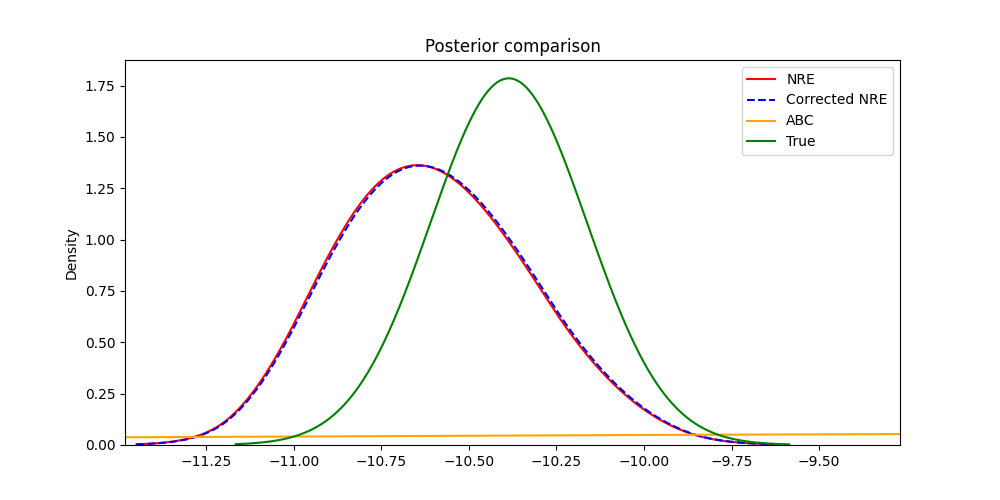 Posterior comparison
NRE
Corrected NRE
ABC
True
Density
1.75
1.50
1.25
1.00
0.75
0.50
0.25
0.00
−11.25 −11.00 −10.75 −10.50 −10.25 −10.00 −9.75 −9.50